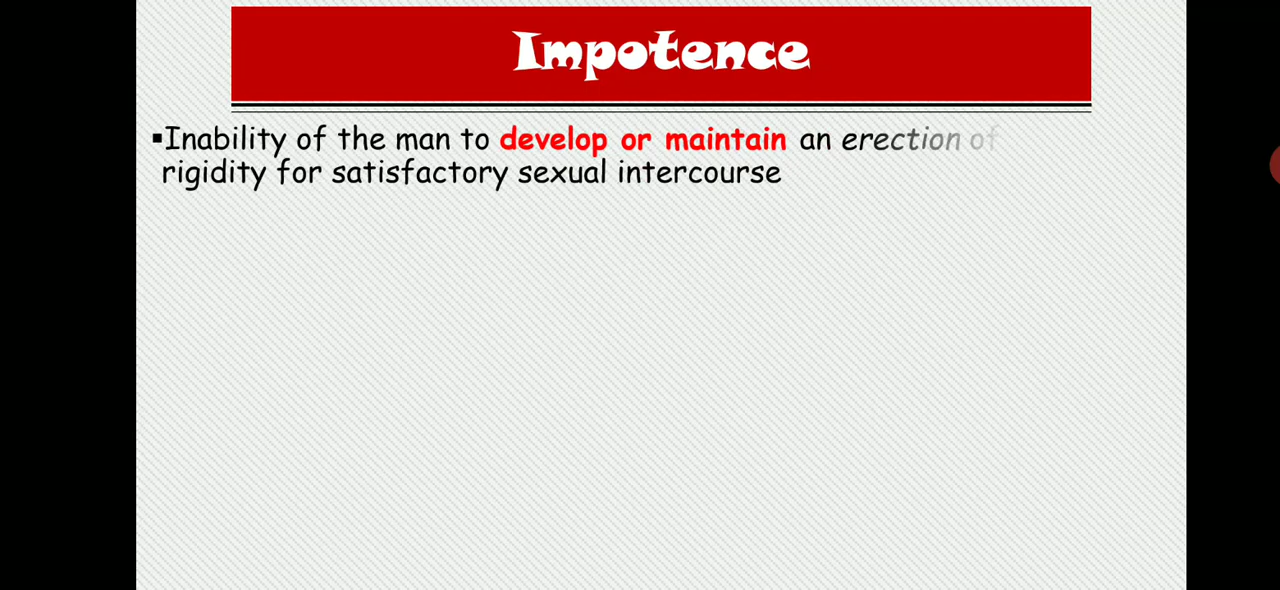 Impotence
▪Inability of the man to develop or maintain an erection of
rigidity for satisfactory sexual intercourse